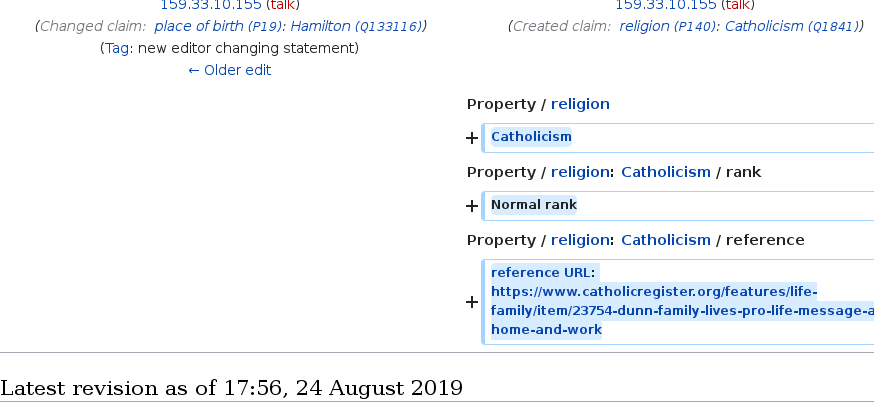 159.33.10.155 (talk)
(Changed claim: place of birth (P19): Hamilton (Q133116))
(Tag: new editor changing statement)
← Older edit
159.33.10.155 (talk)
(Created claim: religion (P140): Catholicism (Q1841))
Property / religion
+ Catholicism
Property / religion: Catholicism / rank
+ Normal rank
Property / religion: Catholicism / reference
reference URL:
https://www.catholicregister.org/features/life-
+ family/item/23754-dunn-family-lives-pro-life-message-a
home-and-work
Latest revision as of 17:56, 24 August 2019